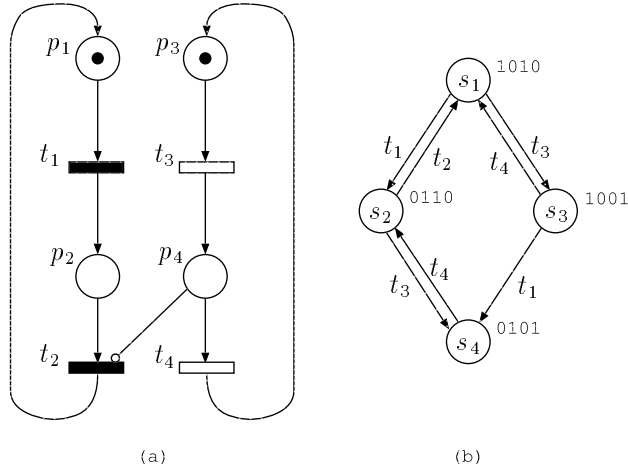 p1 p3
1010
s1
t1 t3
t1 t2 t4 t3
0110 1001
s2 s3
p2 p4
t3 t4 t1
0101
t2 t4
s4
(a) (b)